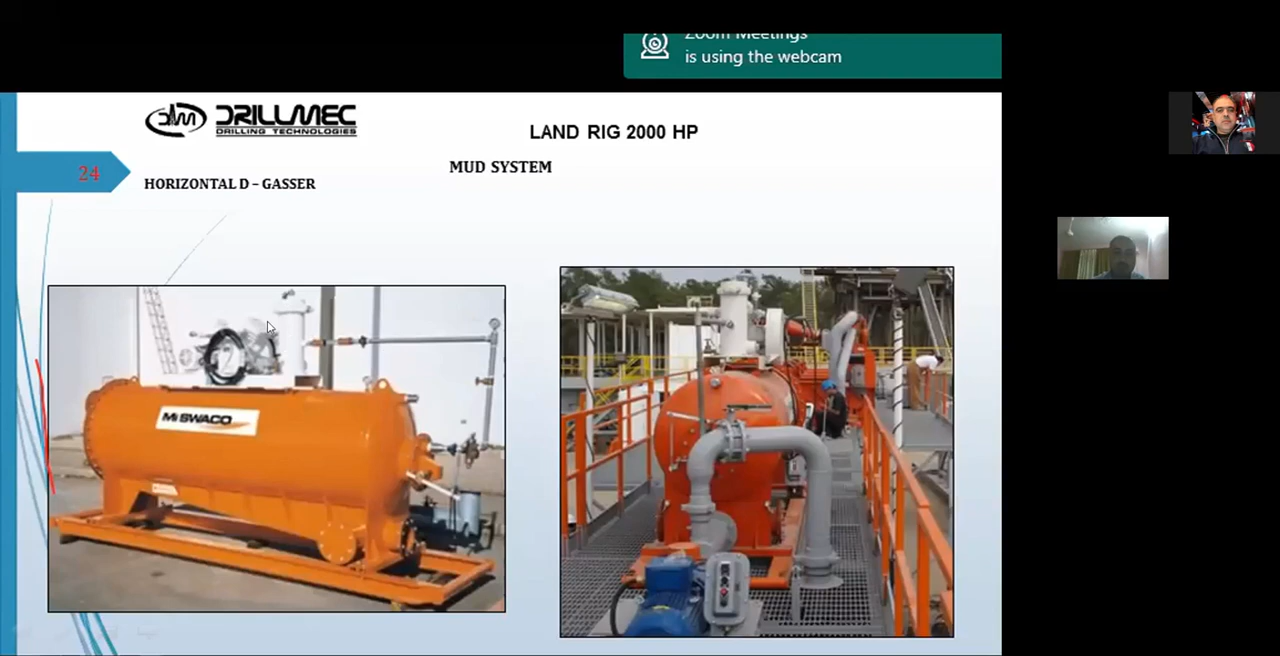 Zoom Meetings
is using the webcam
DRILLMEC
DRILLING TECHNOLOGIES
LAND RIG 2000 HP
MUD SYSTEM
24
HORIZONTAL D – GASSER
Mi SWACO